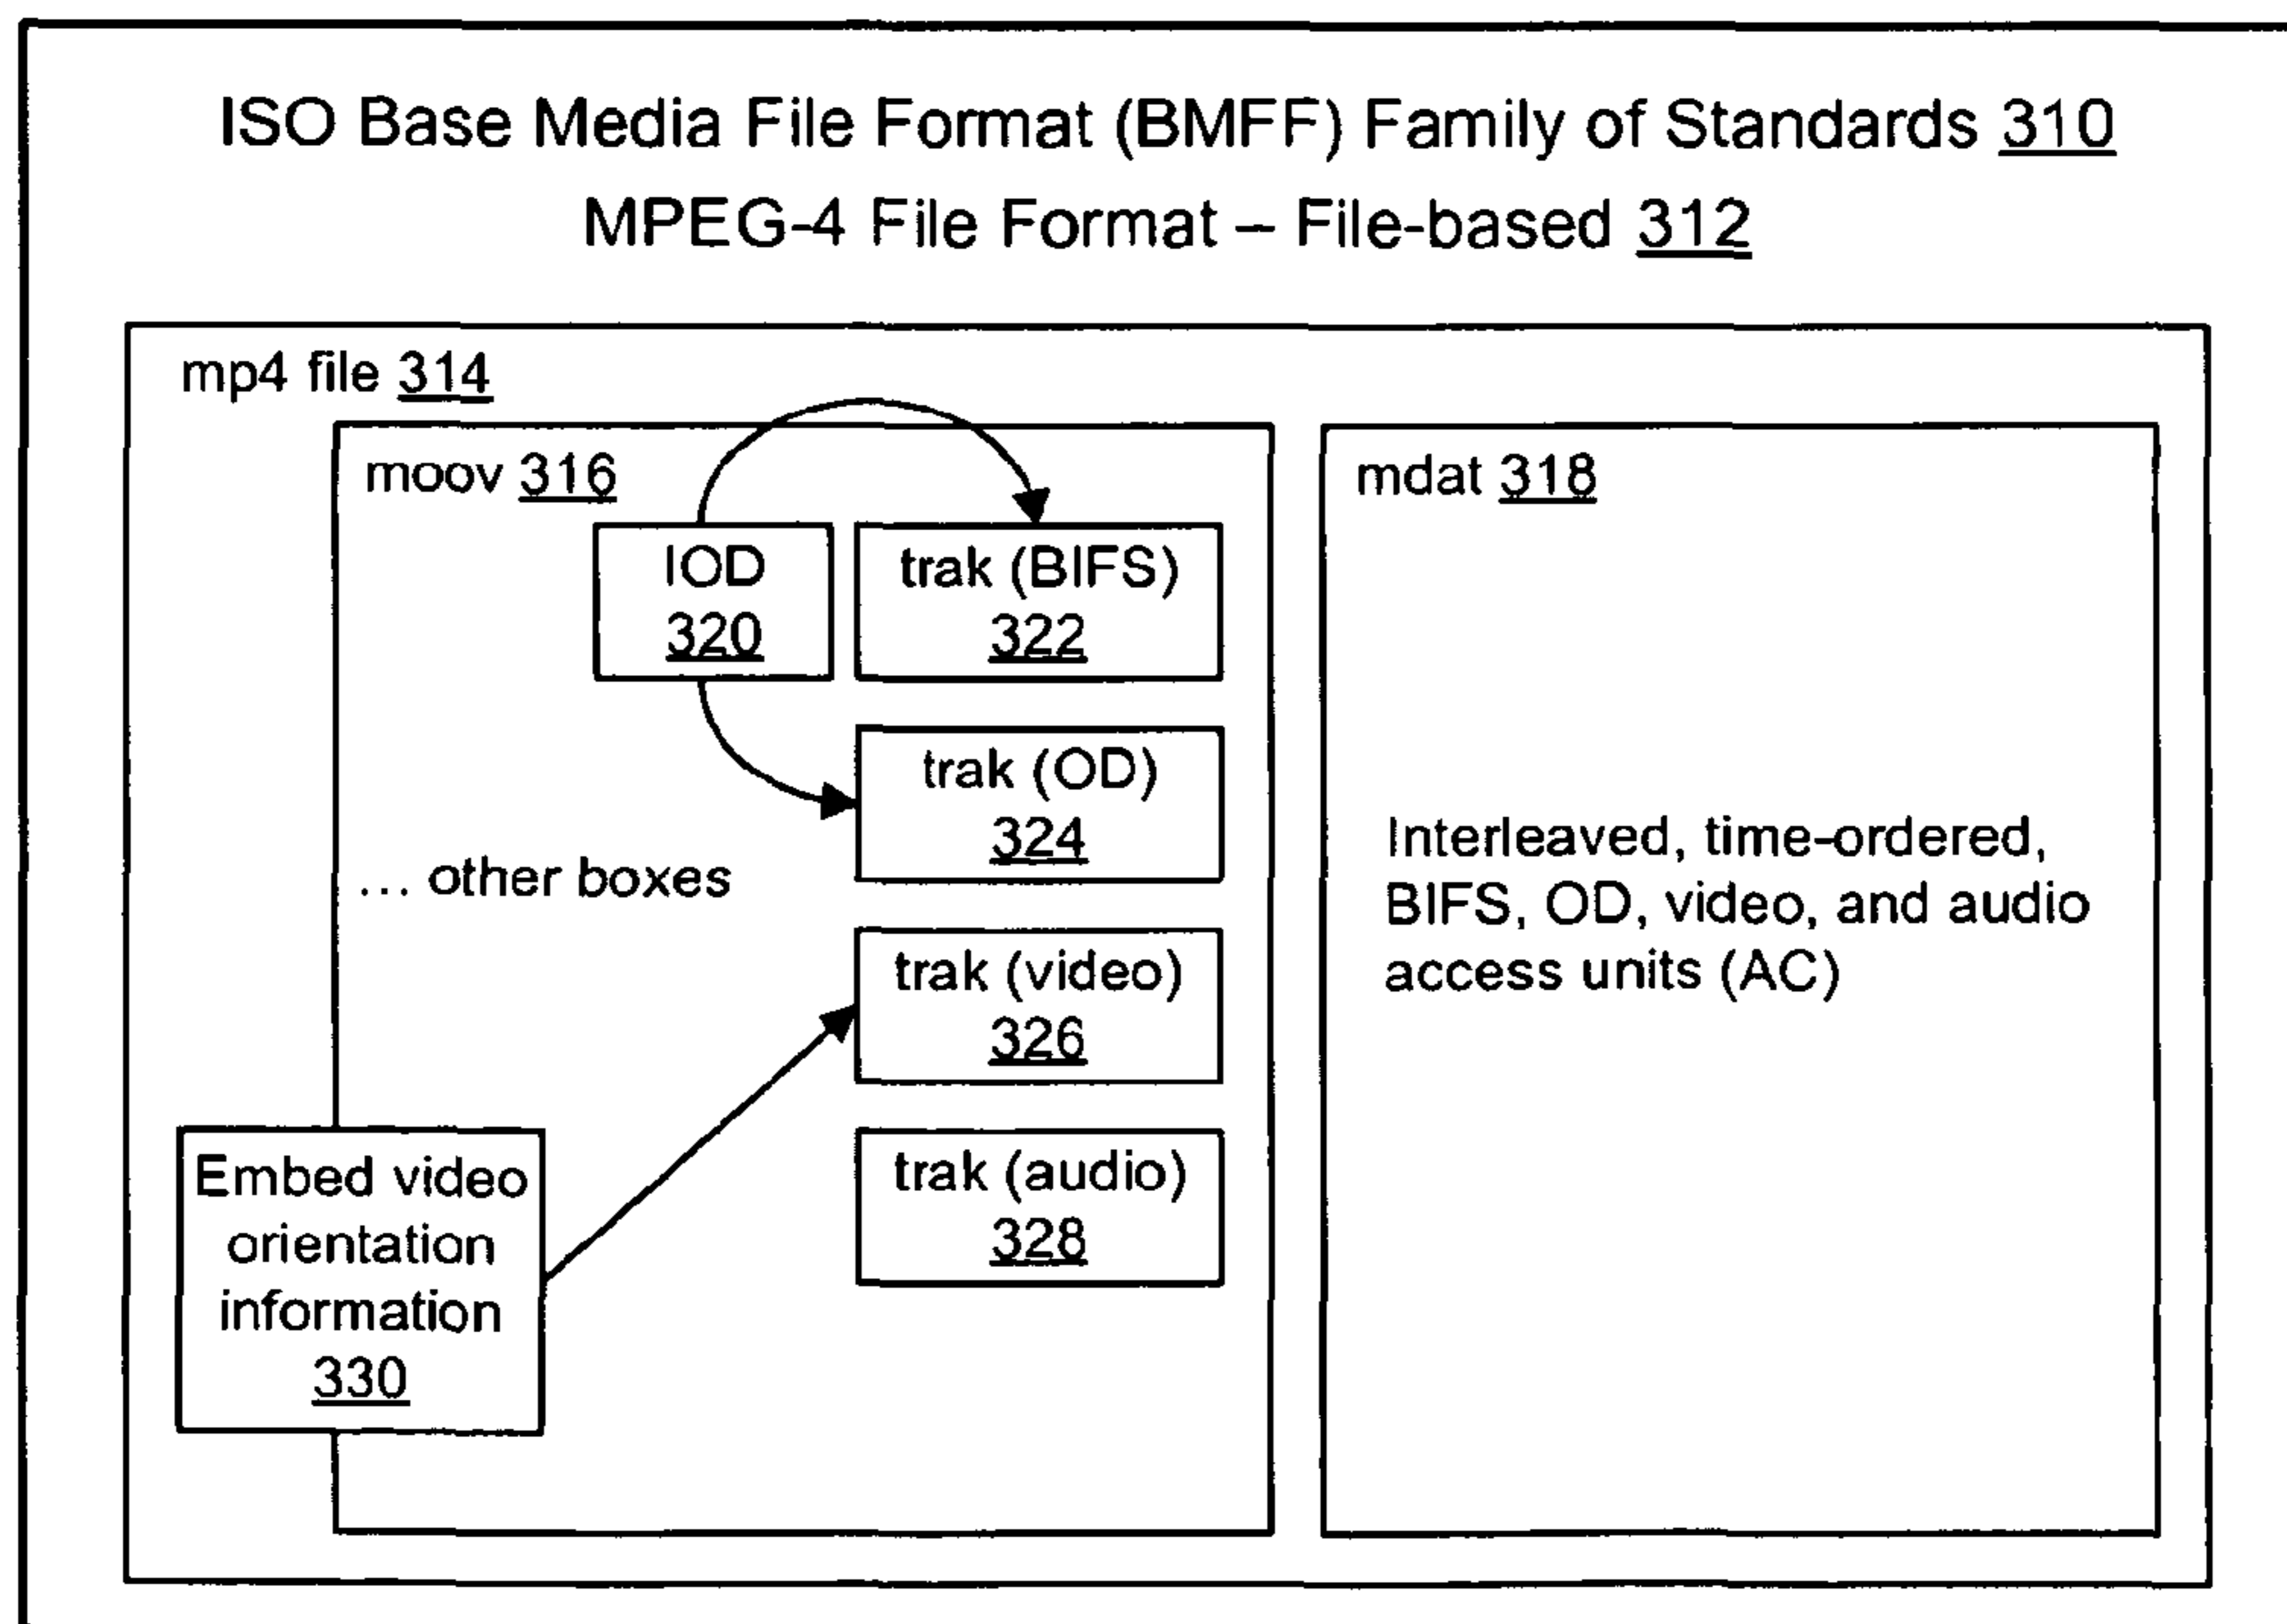 ISO Base Media File Format (BMFF) Family of Standards 310
MPEG-4 File Format – File-based 312
mp4 file 314
moov 316
IOD
320
trak (BIFS)
322
trak (OD)
324
... other boxes
trak (video)
326
Embed video
orientation
information
330
trak (audio)
328
mdat 318
Interleaved, time-ordered,
BIFS, OD, video, and audio
access units (AC)